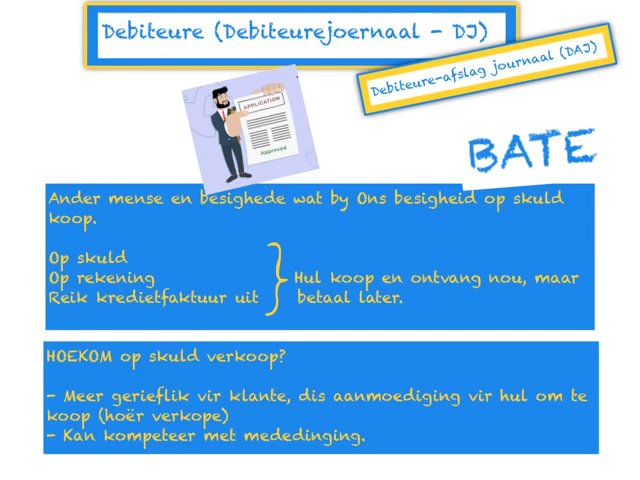 Debiteure (Debiteurejoernaal - DJ)
Debiteure-afslag journaal (DAJ)
APPLICATION
Approved
BATE
Ander mense en besighede wat by Ons besigheid op skuld
koop.
Op skuld
Op rekening
Reik kredietfaktuur uit
Hul koop en ontvang nou, maar
betaal later.
HOEKOM op skuld verkoop?
- Meer gerieflik vir klante, dis aanmoediging vir hul om te
koop (hoër verkope)
- Kan kompeteer met mededinging.